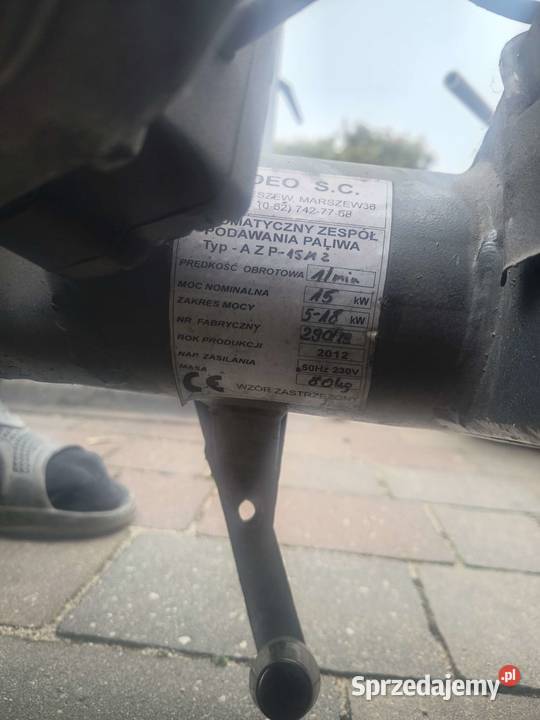 DEO S.C.
SZEW MARSZEW36
(0-62) 742-77-58
OMATYCZNY ZESPÓŁ
PODAWANIA PALIWA
Typ - A Z P -15M2
PRĘDKOŚĆ OBROTOWA 1/min
MOC NOMINALNA 15 kW
ZAKRES MOCY 5-18 kW
NR. FABRYCZNY
ROK PRODUKCJI 2012
NAP. ZASILANIA 50Hz 230V
MASA 80kg
CE WZÓR ZASTRZEŻONY
Sprzedajemy.pl